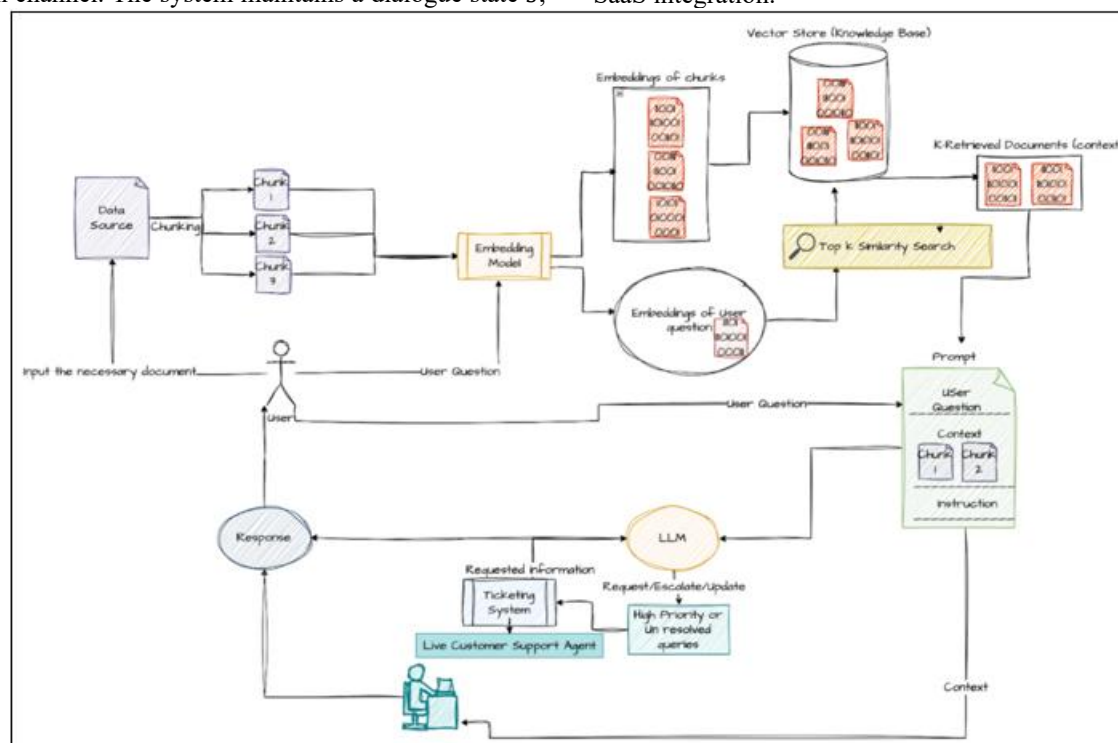 n channel. The system maintains a dialogue state
SaaS integration.
Vector Store (Knowledge Base)
Embeddings of chunks
K-Retrieved Documents (context
Data
Source
Chunking
Chunk
1
Chunk
2
Chunk
Embedding
Model
Top k Similarity Search
Embeddings of User
question
Input the necessary document
User Question
Prompt
User
User Question
USer
Question
Context
Chunk
1
Chunk
2
Instruction
Response
LLM
Requested information
Request/Escalate/Update
Ticketing
System
High Priority or
Un resolved
queries
Live Customer Support Agent
Context